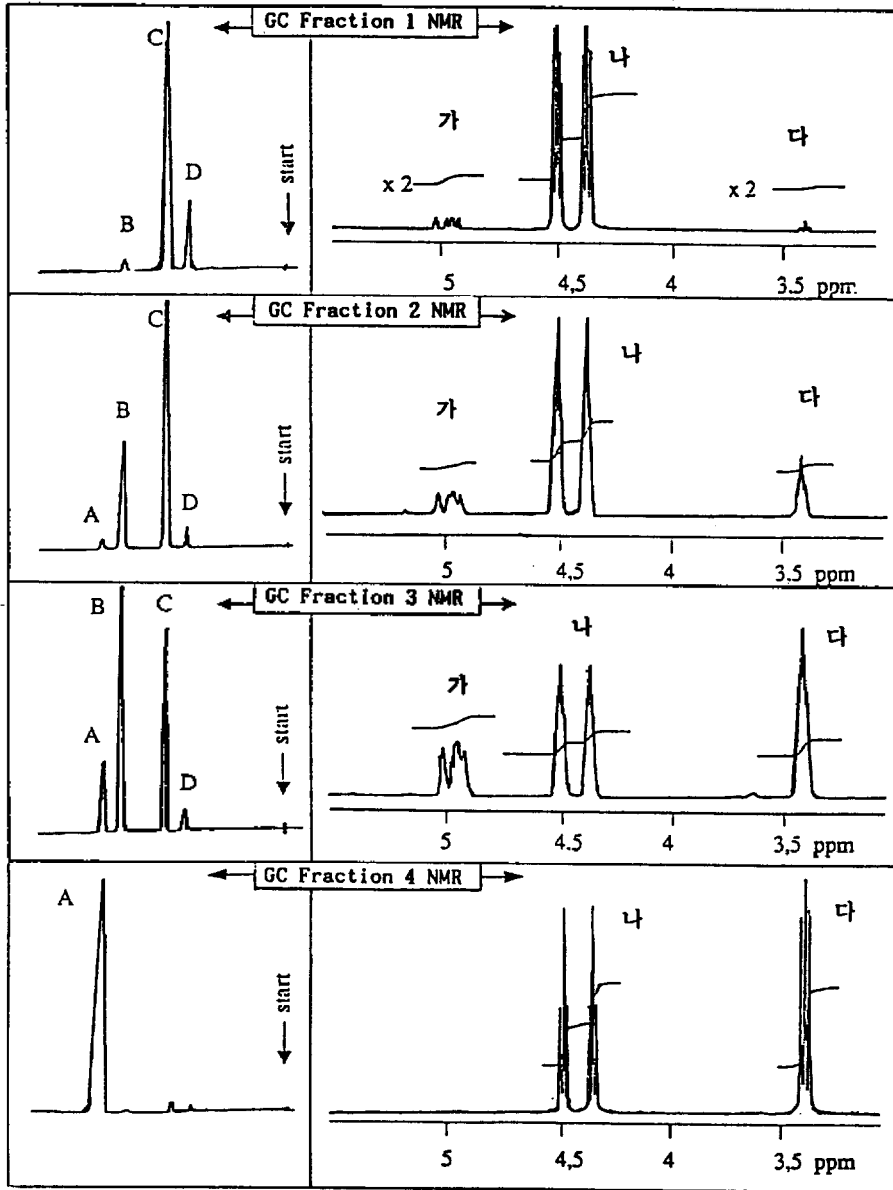 GC Fraction 1 NMR
C
D
B
start
가
나
다
x 2
x 2
5
4,5
4
3.5 ppm
GC Fraction 2 NMR
C
B
A
D
start
가
나
다
5
4,5
4
3.5 ppm
GC Fraction 3 NMR
B
C
A
D
start
가
나
다
5
4.5
4
3,5 ppm
GC Fraction 4 NMR
A
start
나
다
5
4,5
4
3,5 ppm